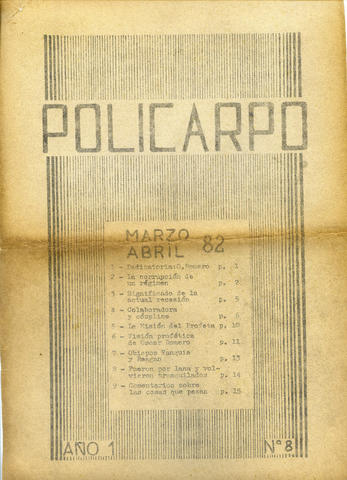 POLICARPO
MARZO
ABRIL 82
1 - Dedicatoria:O.Romero p. 1
2 - La corrupción de
un régimen p. 2
3 - Significado de la
actual recesión p. 5
4 - Colaboradora
y cómplice p. 8
5 - La Misión del Profeta p. 10
6 - Visión profética
de Oscar Romero p. 11
7 - Obispos Yanquis
y Reagan p. 13
8 - Fueron por lana y vol-
vieron trasquilados p. 14
9 - Comentarios sobre
las cosas que pasan p. 15
AÑO 1 Nº 8